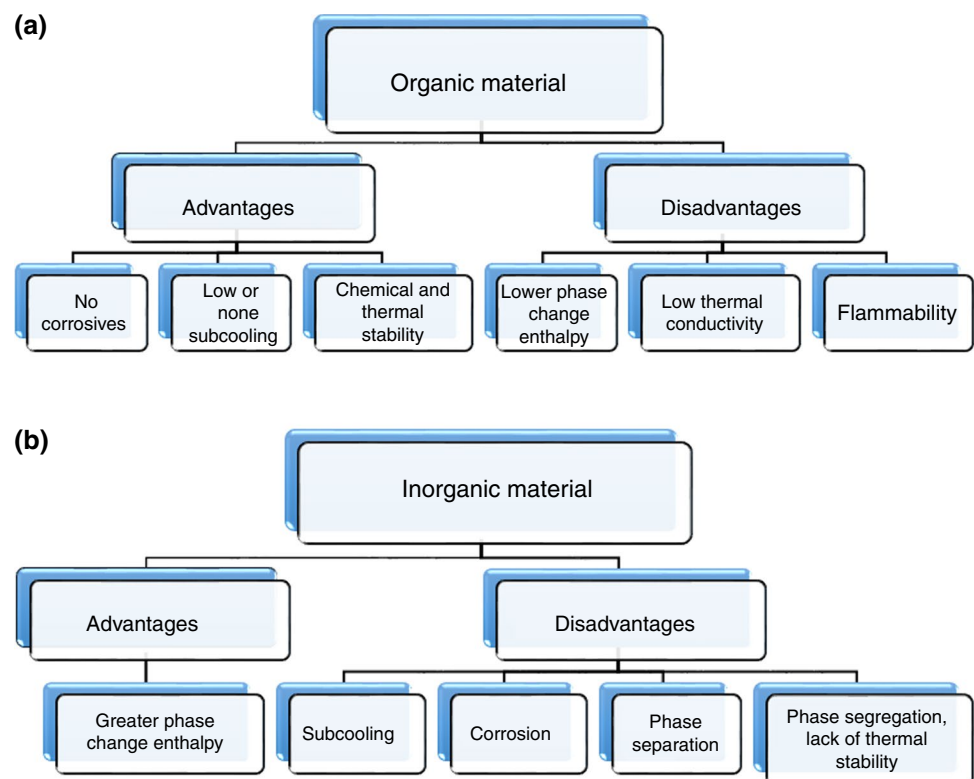 (a)
Organic material
Advantages
Disadvantages
No
corrosives
Low or
none
subcooling
Chemical and
thermal
stability
Lower phase
change
enthalpy
Low thermal
conductivity
Flammability
(b)
Inorganic material
Advantages
Disadvantages
Greater phase
change enthalpy
Subcooling
Corrosion
Phase
separation
Phase segregation,
lack of thermal
stability